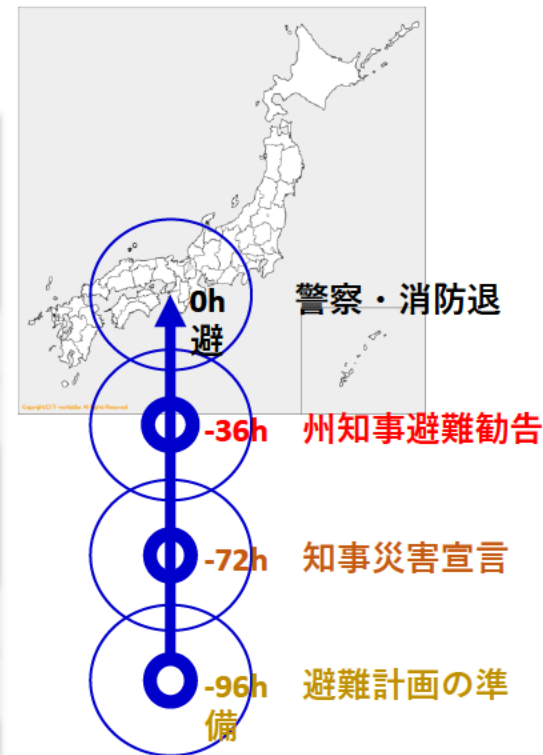 0h 警察・消防退
避
-36h 州知事避難勧告
-72h 知事災害宣言
-96h 避難計画の準
備